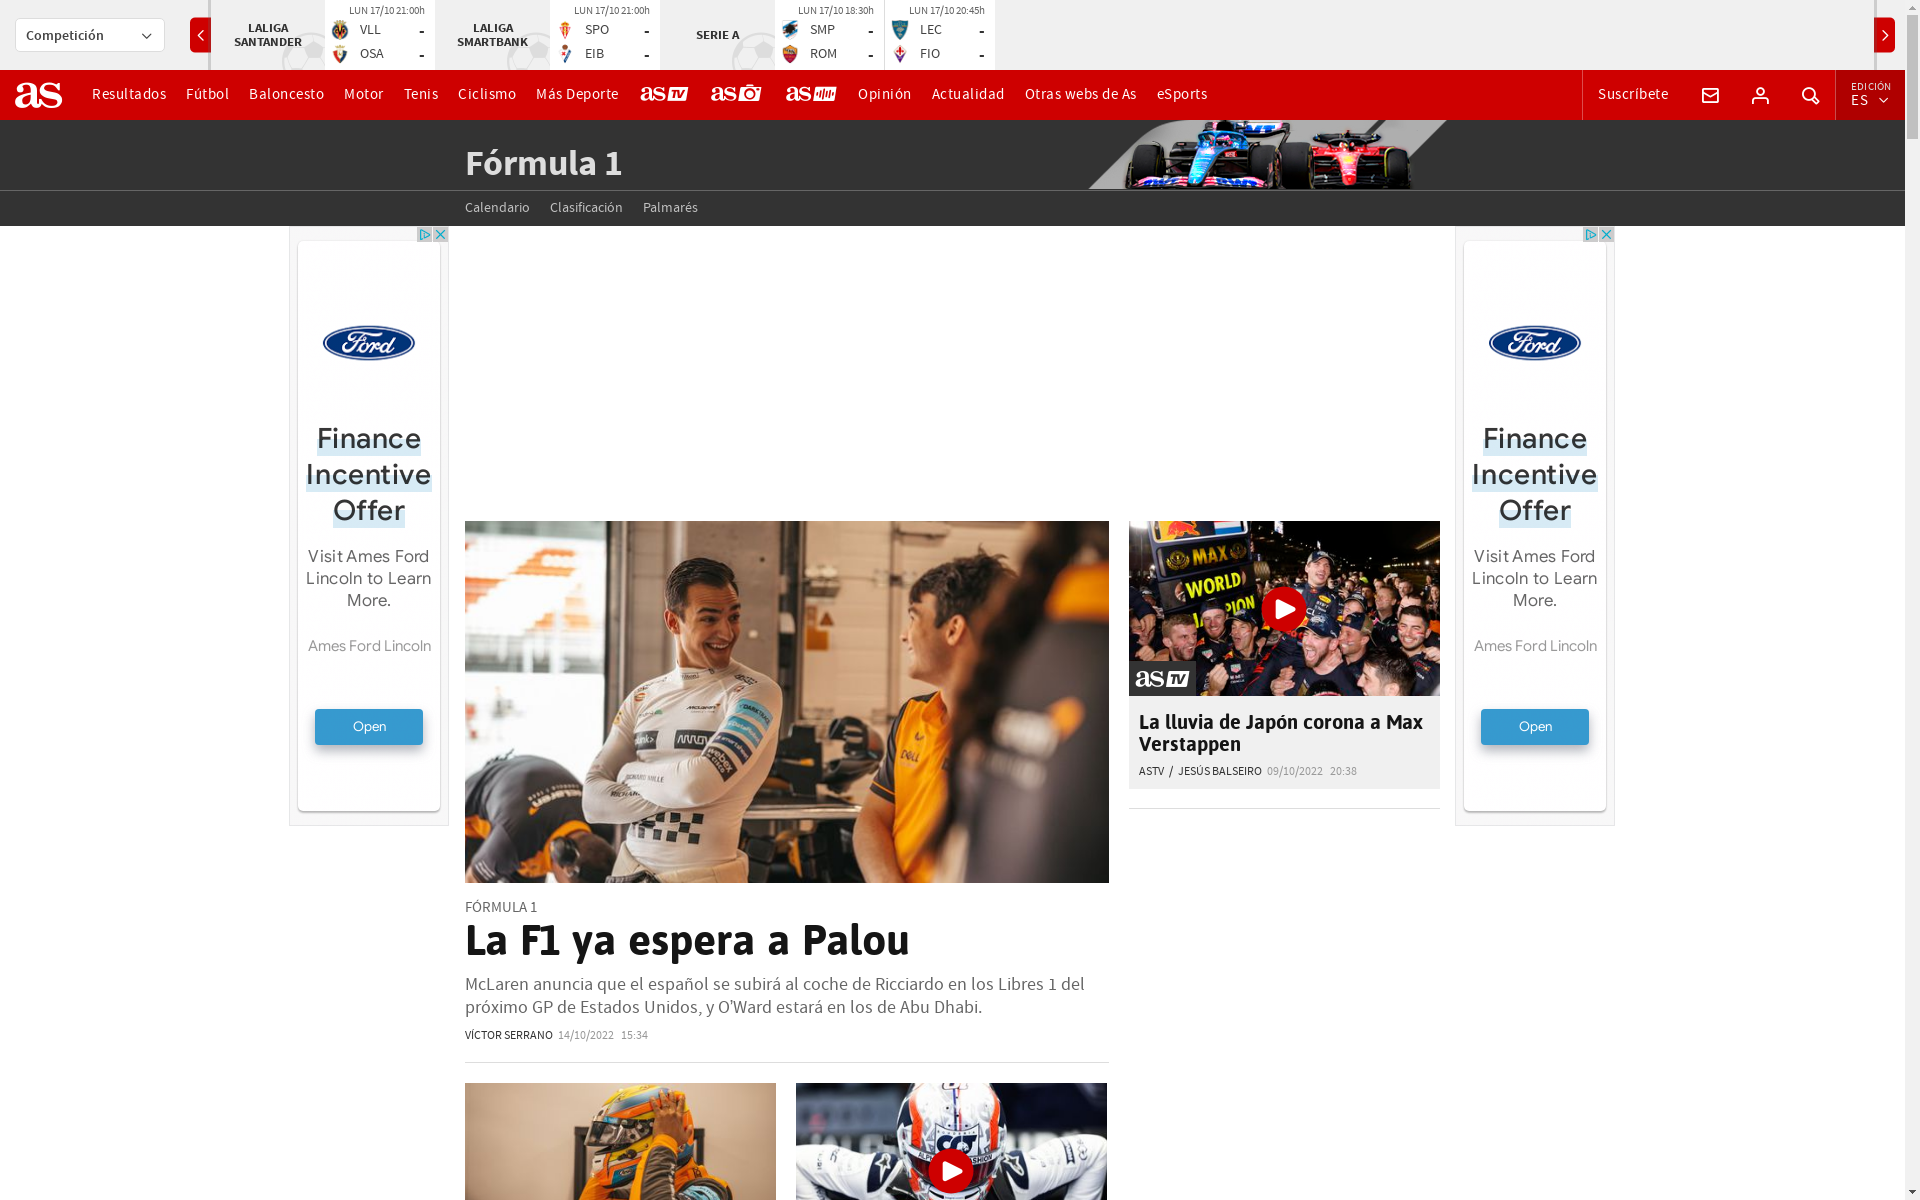 Competición
LALIGA SANTANDER
LUN 17/10 21:00h
VLL -
OSA -
LALIGA SMARTBANK
LUN 17/10 21:00h
SPO -
EIB -
SERIE A
LUN 17/10 18:30h
SMP -
ROM -
LUN 17/10 20:45h
LEC -
FIO -
as Resultados Fútbol Baloncesto Motor Tenis Ciclismo Más Deporte as TV as as Opinión Actualidad Otras webs de As eSports Suscríbete
EDICIÓN
ES
Fórmula 1
Calendario Clasificación Palmarés
Ford
Finance
Incentive
Offer
Visit Ames Ford
Lincoln to Learn
More.
Ames Ford Lincoln
Open
MAX
WORLD
as TV
La lluvia de Japón corona a Max
Verstappen
ASTV / JESÚS BALSEIRO 09/10/2022 20:38
Ford
Finance
Incentive
Offer
Visit Ames Ford
Lincoln to Learn
More.
Ames Ford Lincoln
Open
FÓRMULA 1
La F1 ya espera a Palou
McLaren anuncia que el español se subirá al coche de Ricciardo en los Libres 1 del
próximo GP de Estados Unidos, y O'Ward estará en los de Abu Dhabi.
VÍCTOR SERRANO 14/10/2022 15:34